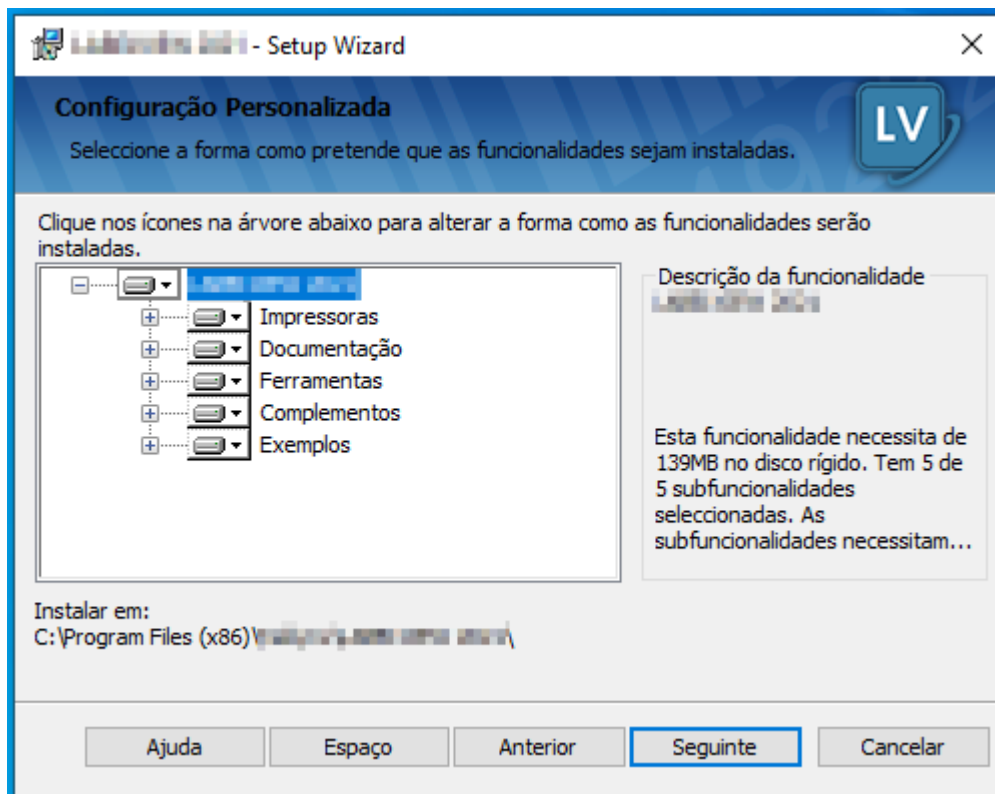 - Setup Wizard
Configuração Personalizada
Seleccione a forma como pretende que as funcionalidades sejam instaladas.
LV
Clique nos ícones na árvore abaixo para alterar a forma como as funcionalidades serão
instaladas.
Impressoras
Documentação
Ferramentas
Complementos
Exemplos
Descrição da funcionalidade
Esta funcionalidade necessita de
139MB no disco rígido. Tem 5 de
5 subfuncionalidades
seleccionadas. As
subfuncionalidades necessitam...
Instalar em:
C:\Program Files (x86)\
Ajuda
Espaço
Anterior
Seguinte
Cancelar